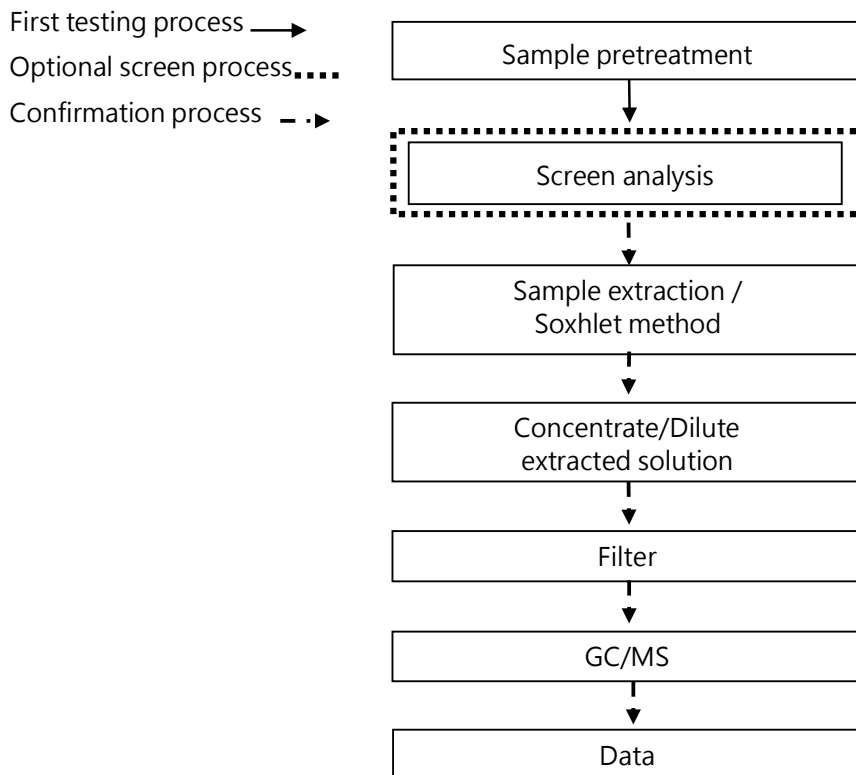 First testing process
Optional screen process
Confirmation process
Sample pretreatment
Screen analysis
Sample extraction /
Soxhlet method
Concentrate/Dilute
extracted solution
Filter
GC/MS
Data